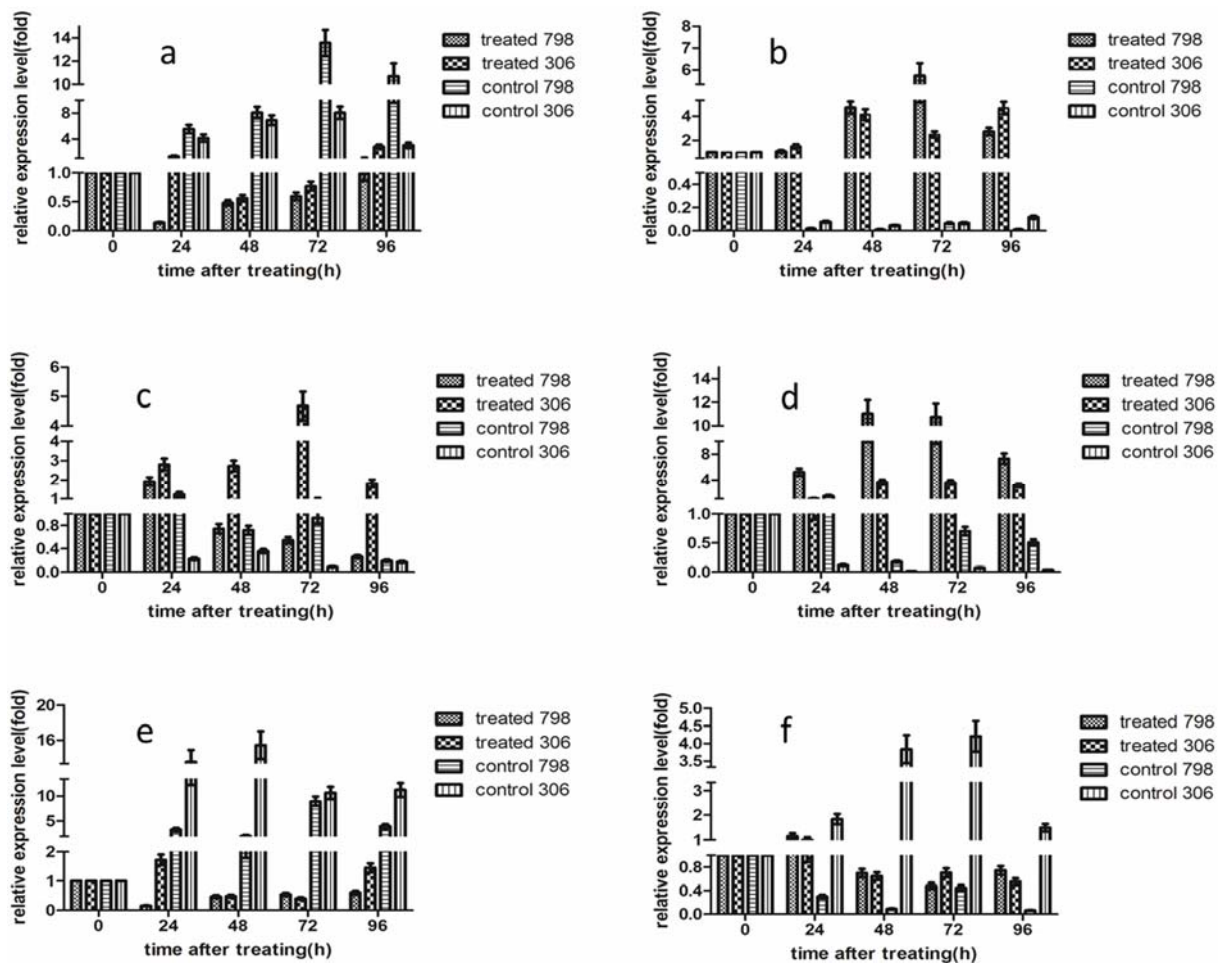 relative expression level(fold)
14
12
10
8
4
1.0
0.5
0.0
a
treated 798
treated 306
control 798
control 306
0 24 48 72 96
time after treating(h)
relative expression level(fold)
8
7
6
4
2
0.4
0.2
0.0
b
treated 798
treated 306
control 798
control 306
0 24 48 72 96
time after treating(h)
relative expression level(fold)
6
5
4
3
2
1
0.8
0.4
0.0
c
treated 798
treated 306
control 798
control 306
0 24 48 72 96
time after treating(h)
relative expression level(fold)
14
12
10
8
4
1.0
0.5
0.0
d
treated 798
treated 306
control 798
control 306
0 24 48 72 96
time after treating(h)
relative expression level(fold)
20
16
10
5
2
1
0
e
treated 798
treated 306
control 798
control 306
0 24 48 72 96
time after treating(h)
relative expression level(fold)
5.0
4.5
4.0
3.5
3
2
1
0.8
0.4
0.0
f
treated 798
treated 306
control 798
control 306
0 24 48 72 96
time after treating(h)